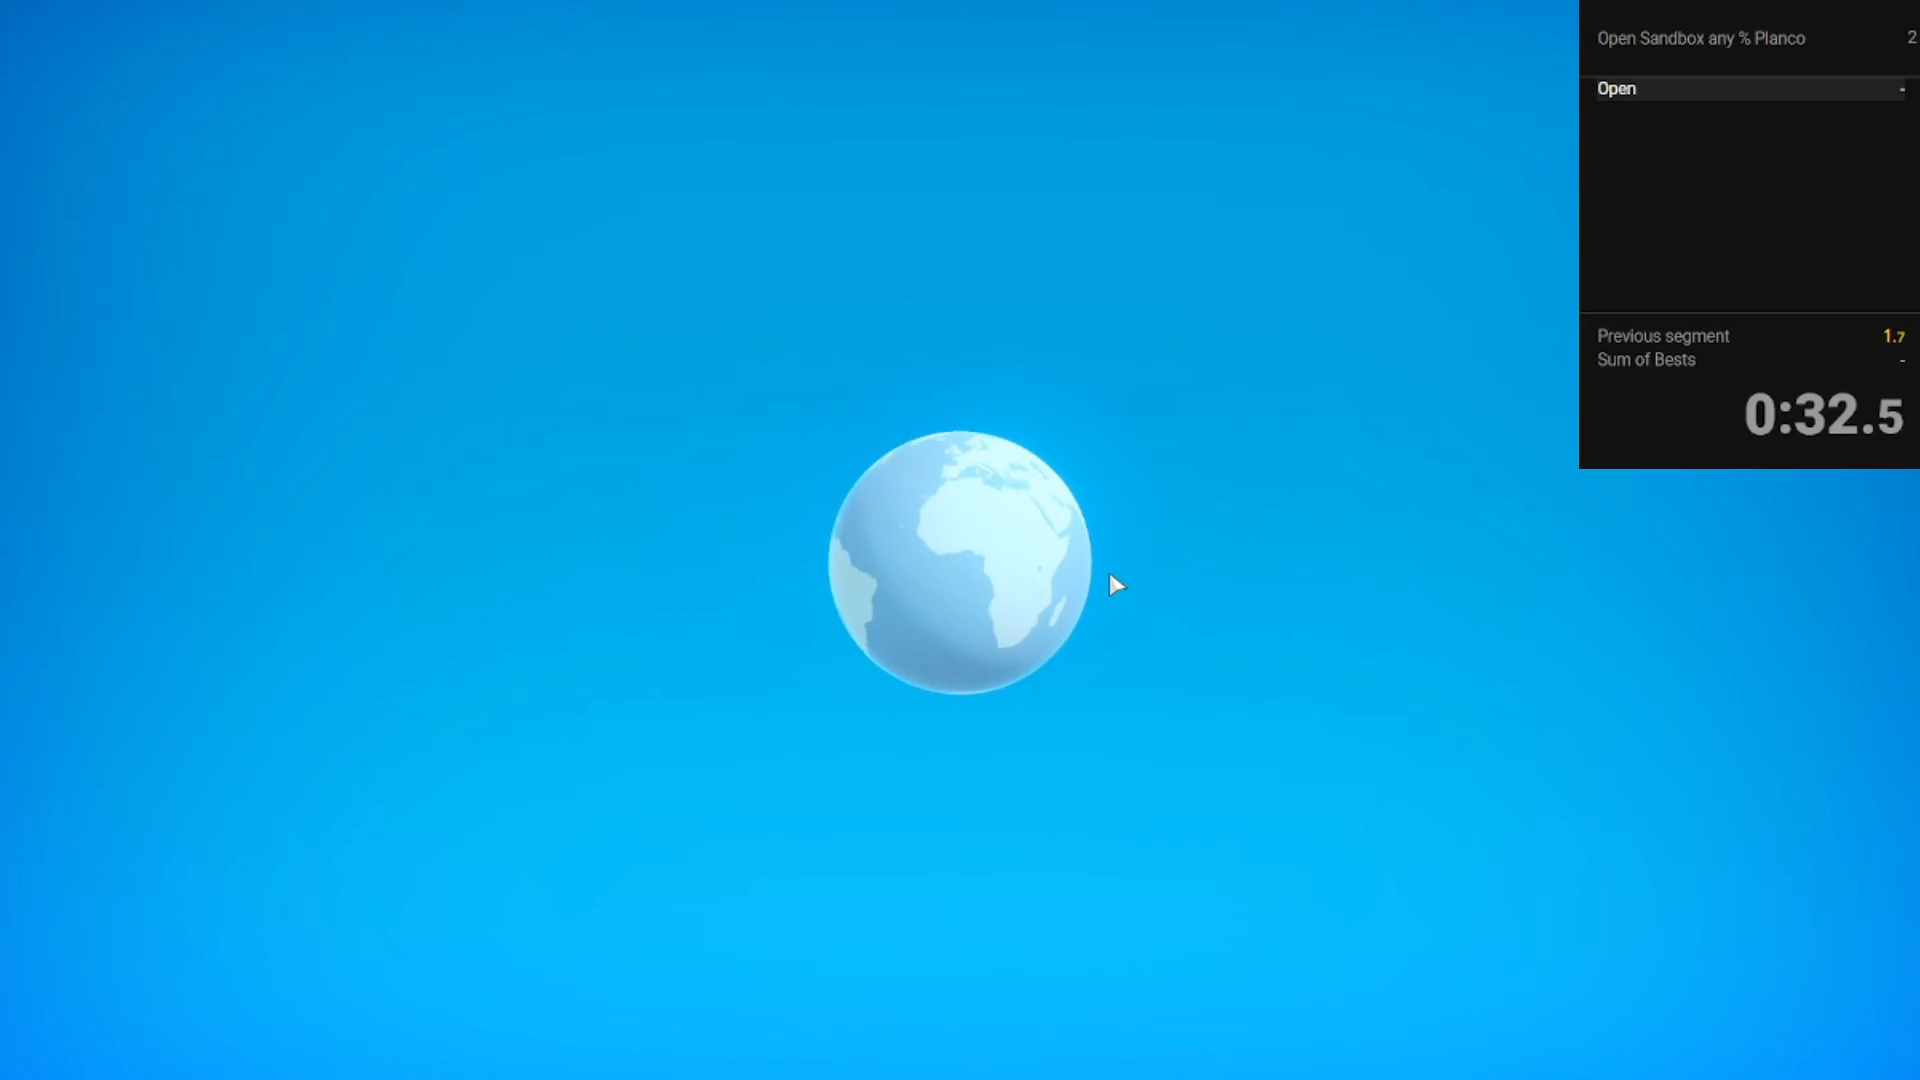 Open Sandbox any % Planco 2
Open -
Previous segment 1.7
Sum of Bests -
0:32.5